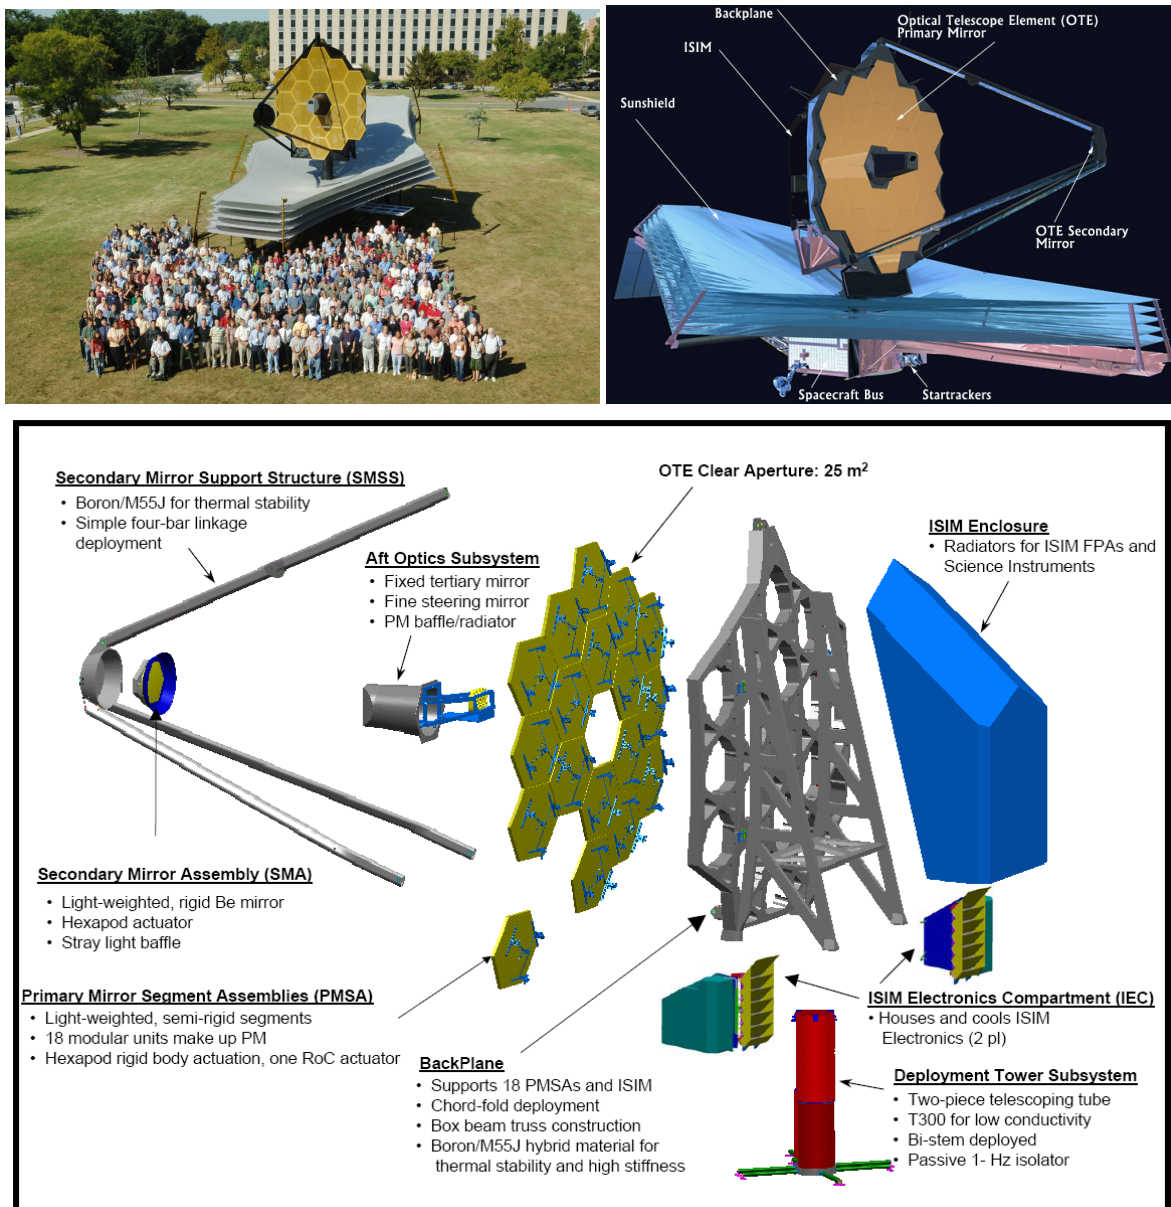 Backplane
Optical Telescope Element (OTE)
Primary Mirror
ISIM
Sunshield
OTE Secondary
Mirror
Spacecraft Bus
Startrackers
Secondary Mirror Support Structure (SMSS)
• Boron/M55J for thermal stability
• Simple four-bar linkage
deployment
OTE Clear Aperture: 25 m²
Aft Optics Subsystem
• Fixed tertiary mirror
• Fine steering mirror
• PM baffle/radiator
ISIM Enclosure
• Radiators for ISIM FPAs and
Science Instruments
Secondary Mirror Assembly (SMA)
• Light-weighted, rigid Be mirror
• Hexapod actuator
• Stray light baffle
Primary Mirror Segment Assemblies (PMSA)
• Light-weighted, semi-rigid segments
• 18 modular units make up PM
• Hexapod rigid body actuation, one RoC actuator
BackPlane
• Supports 18 PMSAs and ISIM
• Chord-fold deployment
• Box beam truss construction
• Boron/M55J hybrid material for
thermal stability and high stiffness
ISIM Electronics Compartment (IEC)
• Houses and cools ISIM
Electronics (2 pl)
Deployment Tower Subsystem
• Two-piece telescoping tube
• T300 for low conductivity
• Bi-stem deployed
• Passive 1- Hz isolator